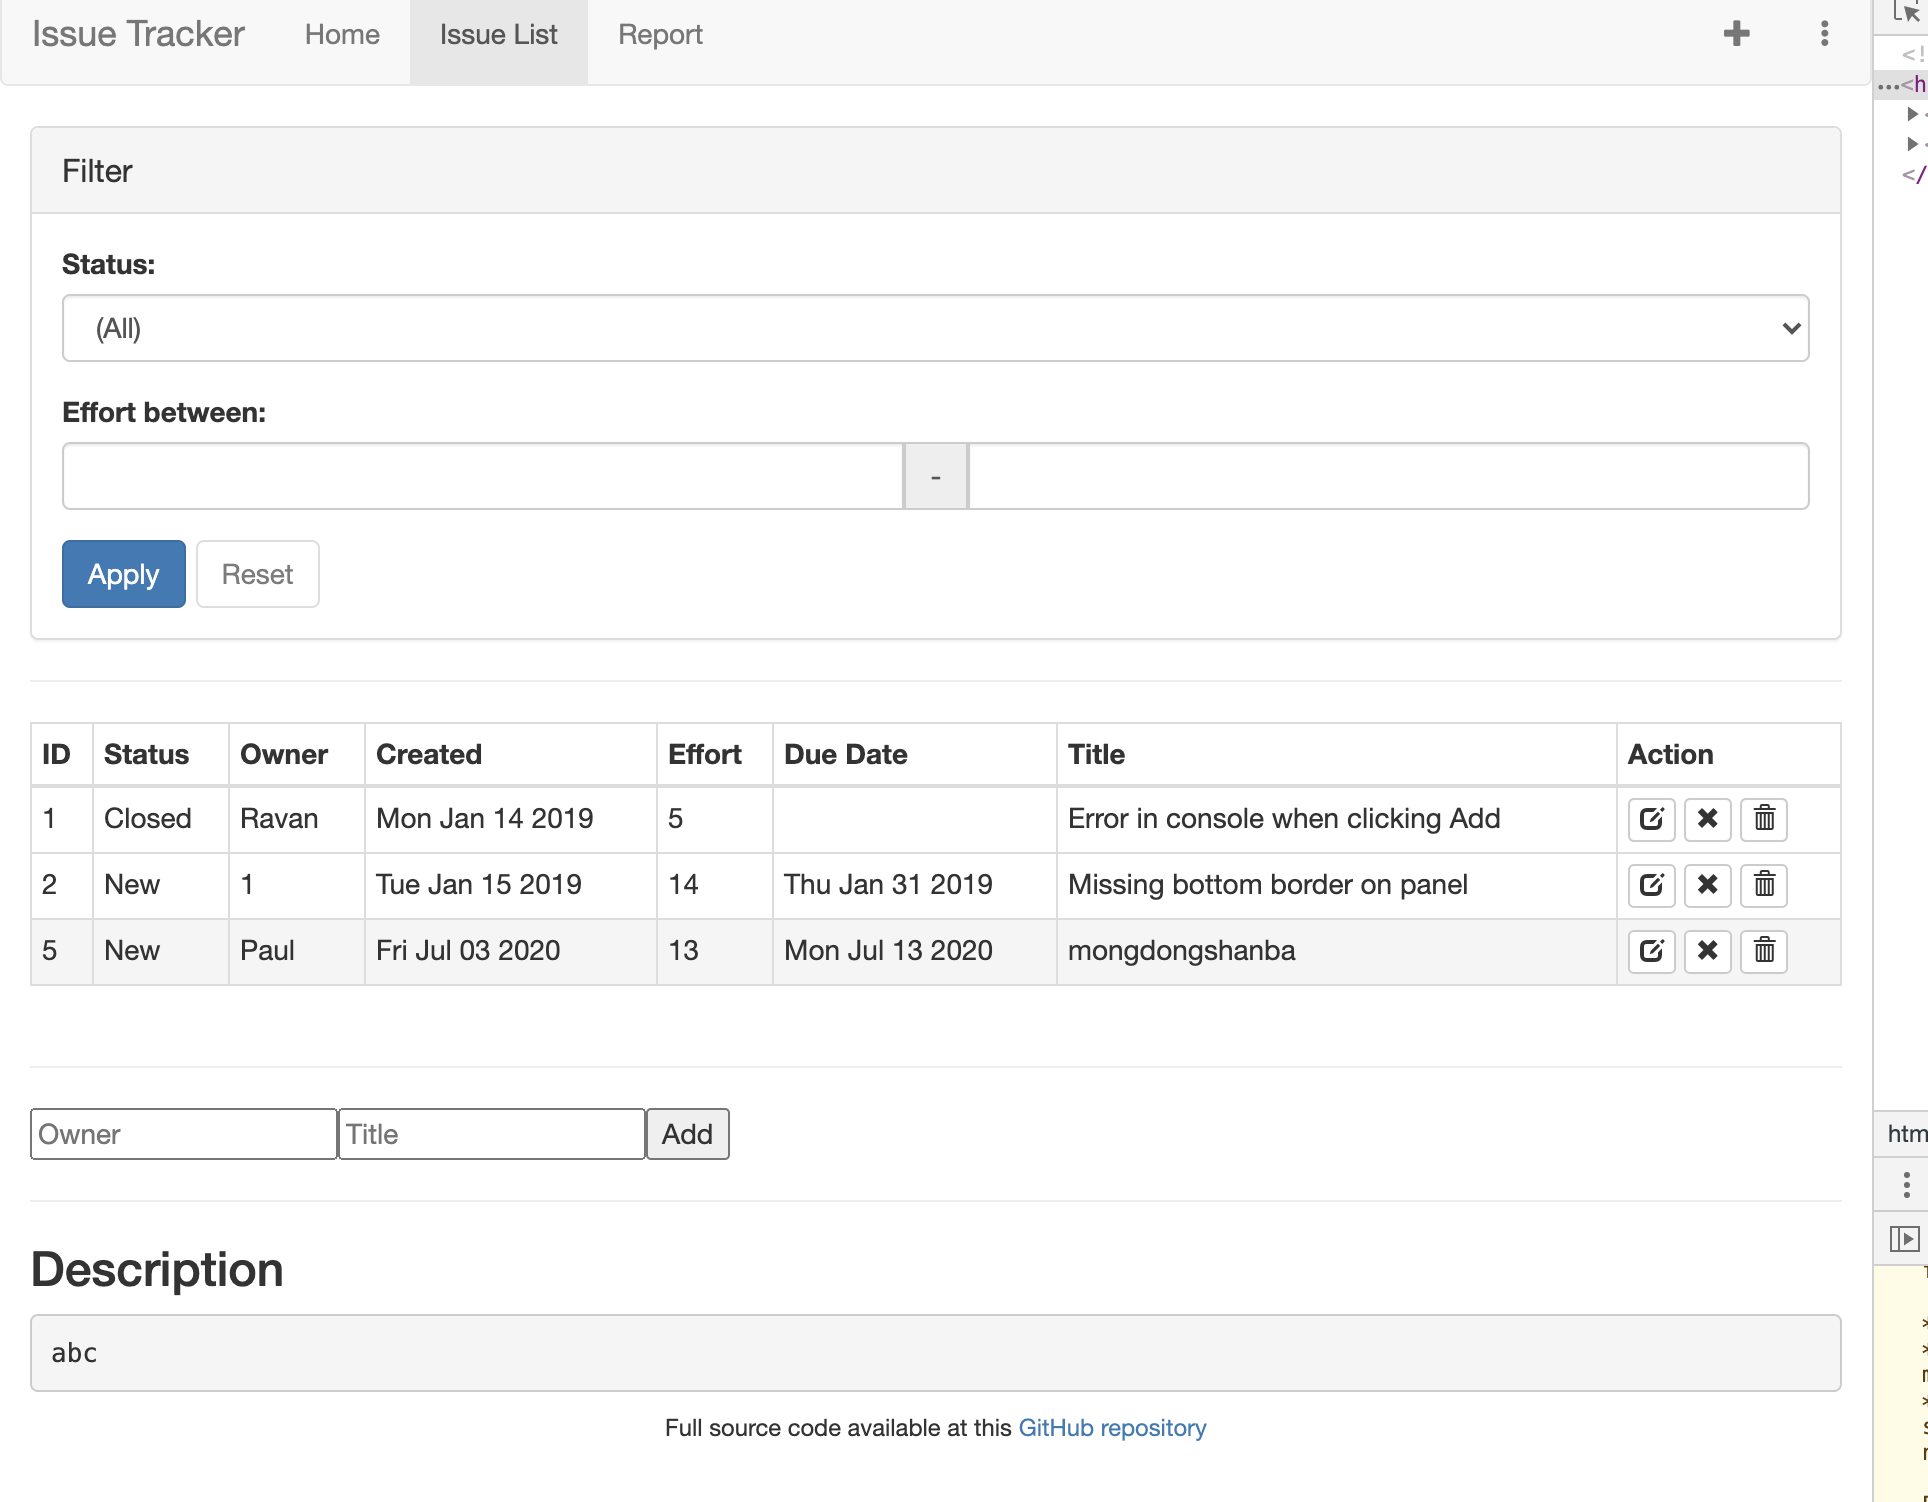 Issue Tracker Home Issue List Report
Filter
Status:
(All)
Effort between:
-
Apply Reset
ID Status Owner Created Effort Due Date Title Action
1 Closed Ravan Mon Jan 14 2019 5 Error in console when clicking Add
2 New 1 Tue Jan 15 2019 14 Thu Jan 31 2019 Missing bottom border on panel
5 New Paul Fri Jul 03 2020 13 Mon Jul 13 2020 mongdongshanba
Owner Title Add
Description
abc
Full source code available at this GitHub repository
<!
…<h
</
htm